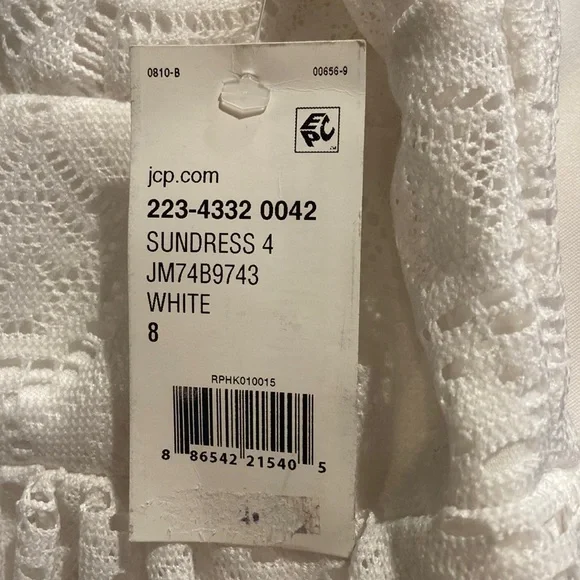 0810-B 00656-9
EPC
jcp.com
223-4332 0042
SUNDRESS 4
JM74B9743
WHITE
8
RPHK010015
8 86542 21540 5